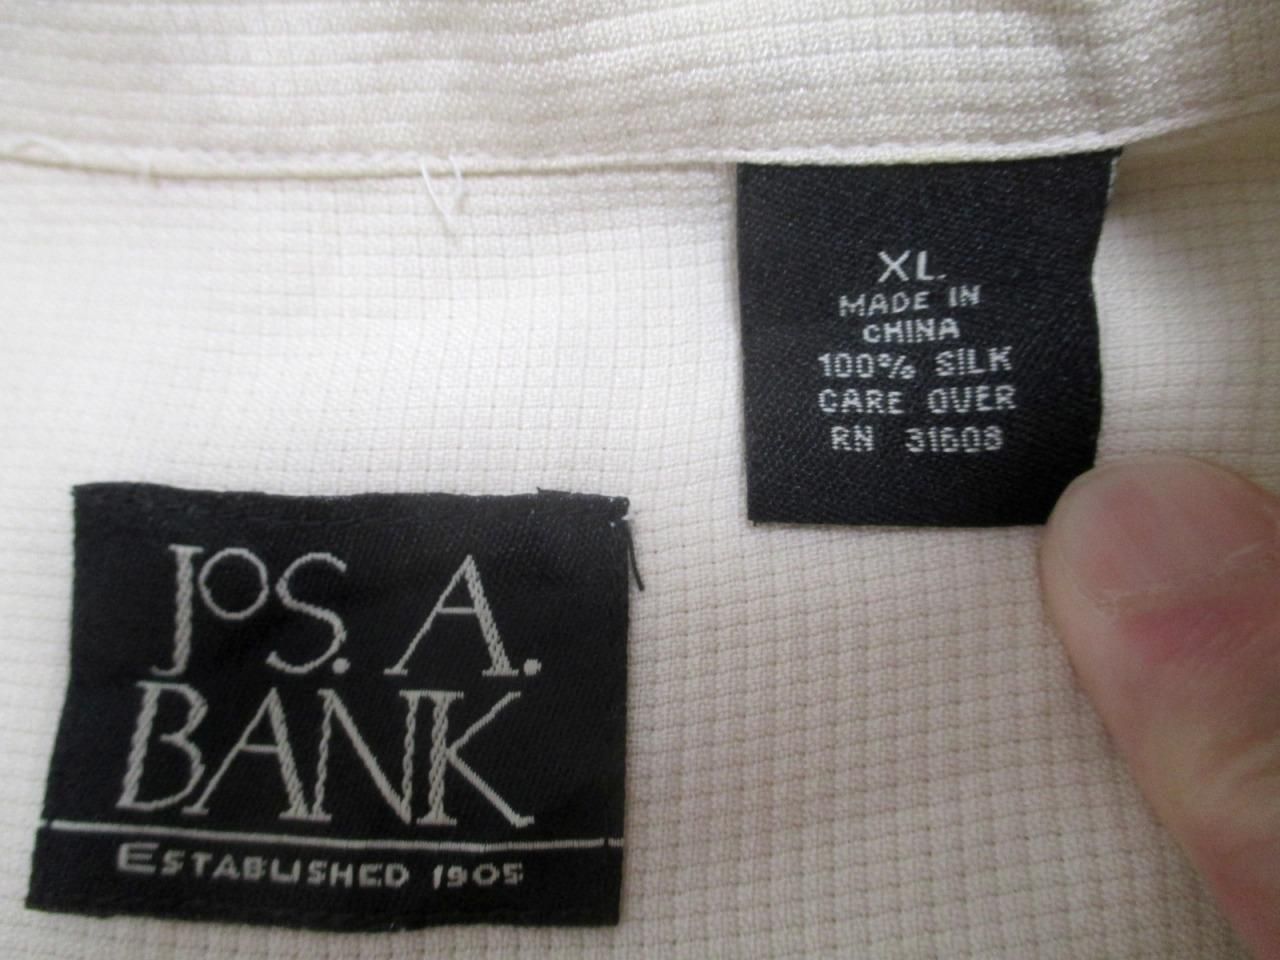 XL
MADE IN
CHINA
100% SILK
CARE OVER
RN 31608
JOS. A.
BANK
ESTABLISHED 1905